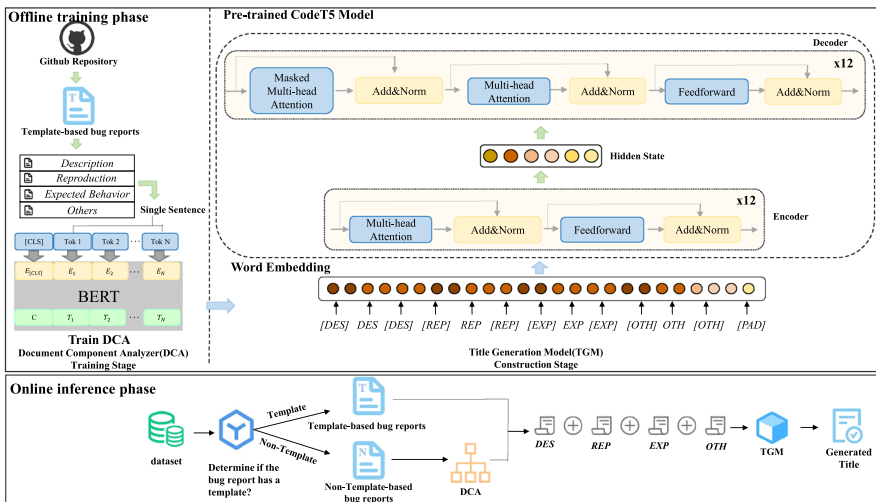 Offline training phase
Github Repository
T
Template-based bug reports
Description
Reproduction
Expected Behavior
Others
Single Sentence
[CLS] Tok 1 Tok 2 ... Tok N
E[CLS] E1 E2 ... EN
BERT
C T1 T2 ... TN
Train DCA
Document Component Analyzer(DCA)
Training Stage
Pre-trained CodeT5 Model
Decoder
x12
Masked
Multi-head
Attention
Add&Norm
Multi-head
Attention
Add&Norm
Feedforward
Add&Norm
Hidden State
x12
Encoder
Multi-head
Attention
Add&Norm
Feedforward
Add&Norm
Word Embedding
[DES] DES [DES] [REP] REP [REP] [EXP] EXP [EXP] [OTH] OTH [OTH] [PAD]
Title Generation Model(TGM)
Construction Stage
Online inference phase
dataset
Determine if the
bug report has a
template?
Template
Non-Template
T
Template-based bug reports
N
Non-Template-based
bug reports
DCA
DES REP EXP OTH
TGM
Generated
Title